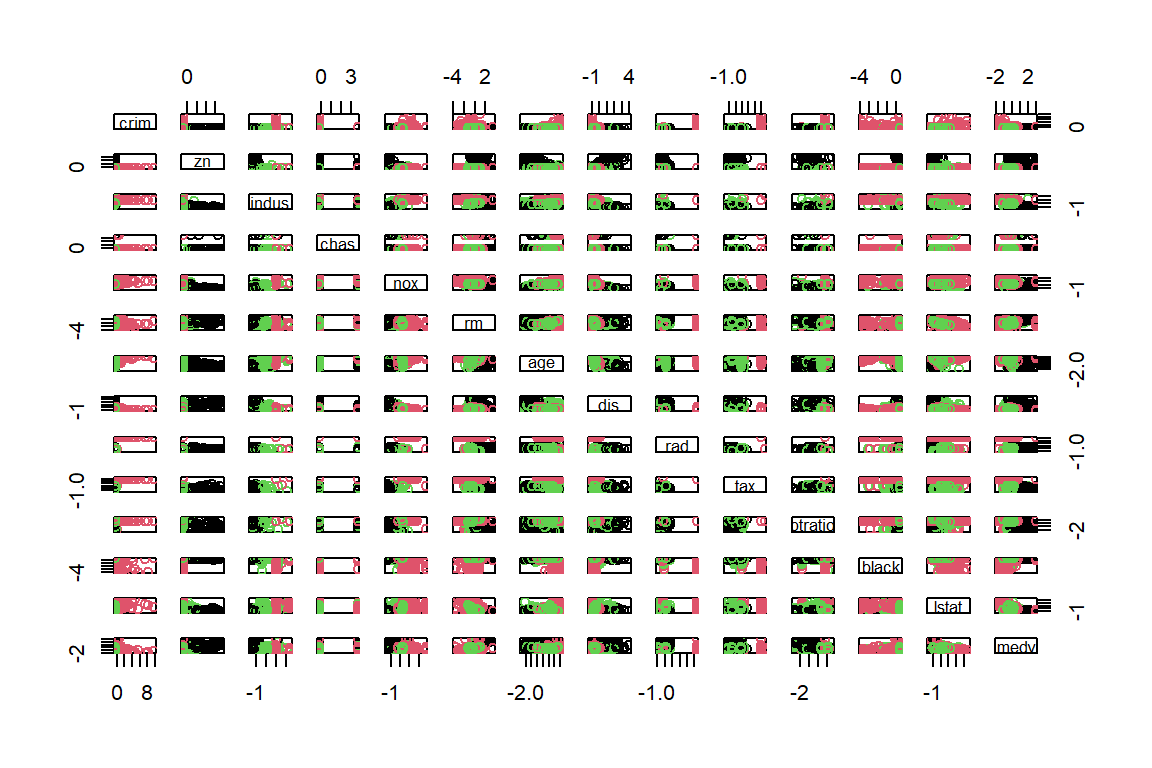 0 0 3 -4 2 -1 4 -1.0 -4 0 -2 2
crim 0
0 zn
indus -1
0 chas
nox -1
-4 rm
age -2.0
-1 dis
rad -1.0
-1.0 tax
ptratio -2
-4 black
lstat -1
-2 medv
0 8 -1 -1 -2.0 -1.0 -2 -1